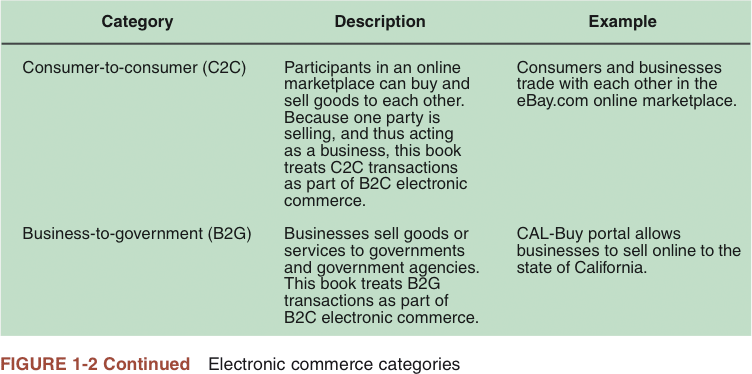 Category Description Example
Consumer-to-consumer (C2C)
Participants in an online
marketplace can buy and
sell goods to each other.
Because one party is
selling, and thus acting
as a business, this book
treats C2C transactions
as part of B2C electronic
commerce.
Consumers and businesses
trade with each other in the
eBay.com online marketplace.
Business-to-government (B2G)
Businesses sell goods or
services to governments
and government agencies.
This book treats B2G
transactions as part of
B2C electronic commerce.
CAL-Buy portal allows
businesses to sell online to the
state of California.
FIGURE 1-2 Continued Electronic commerce categories